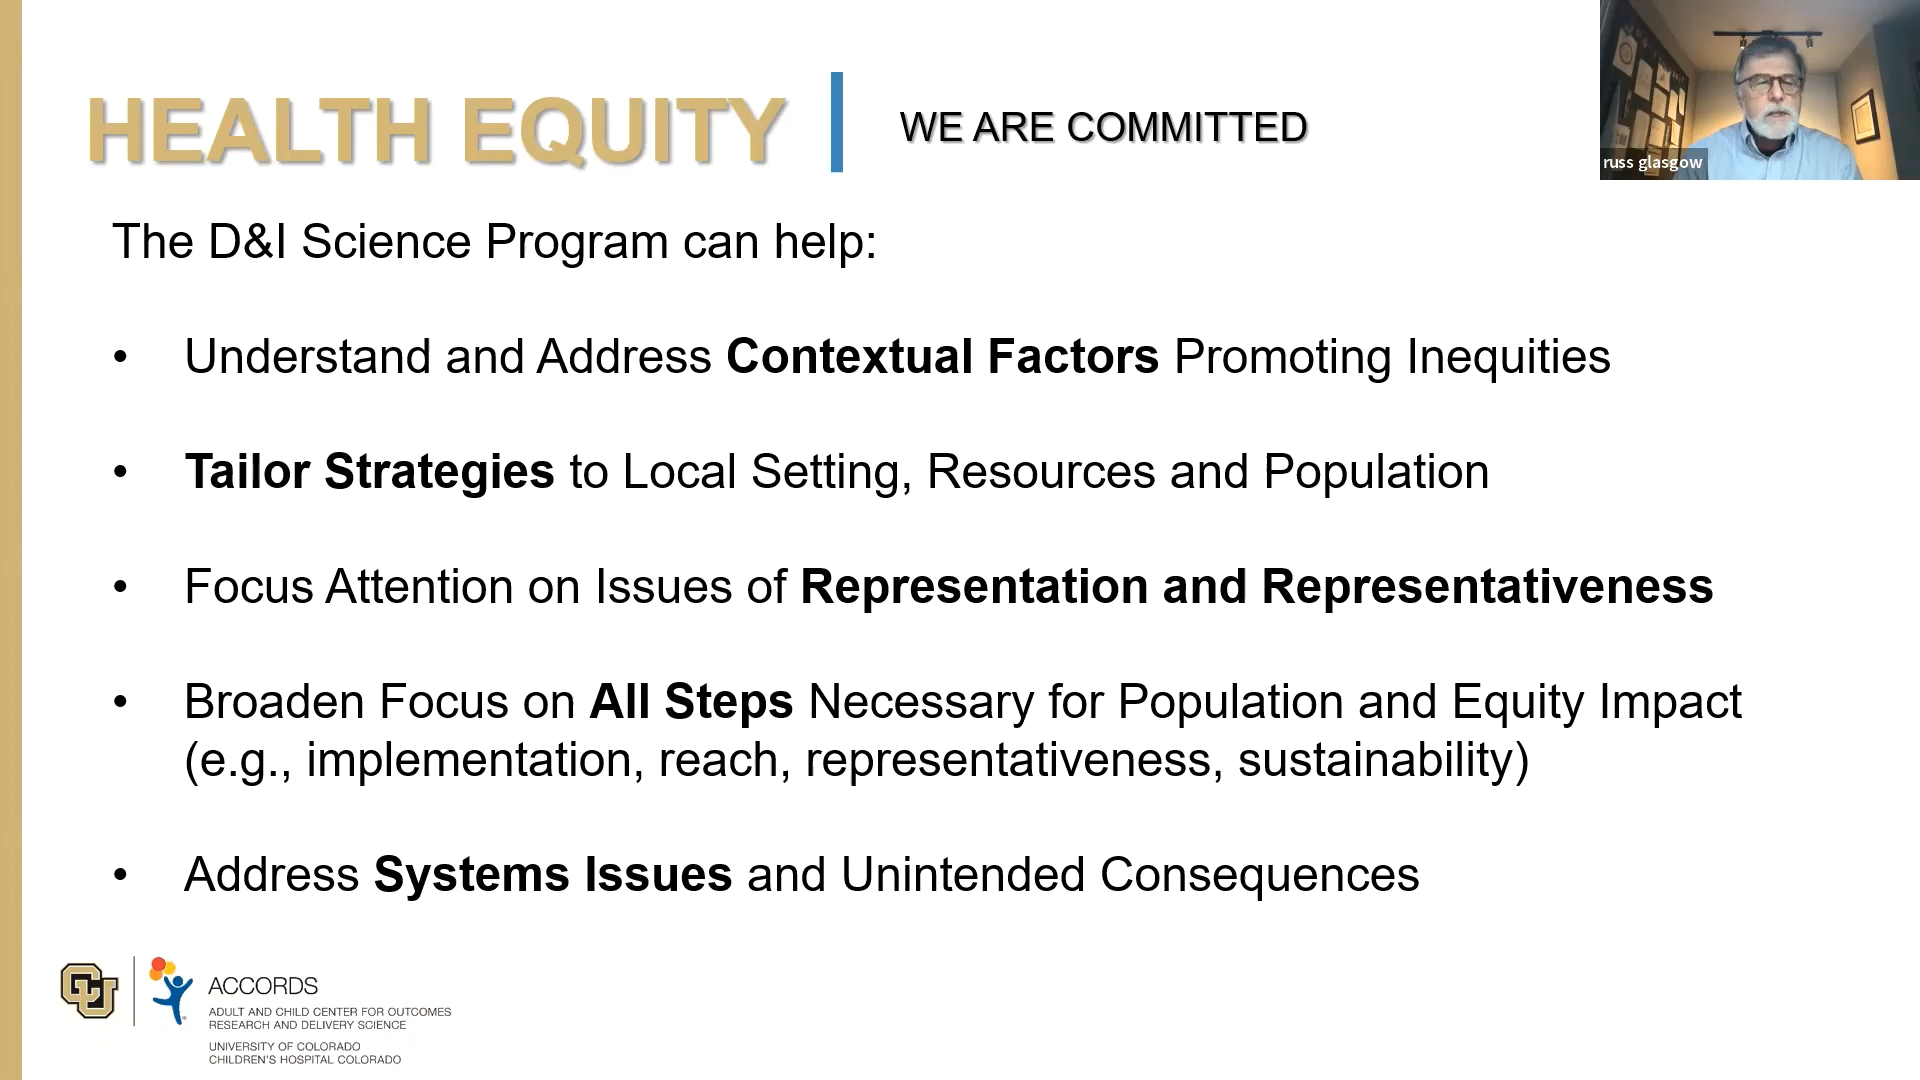 HEALTH EQUITY
WE ARE COMMITTED
russ glasgow
The D&I Science Program can help:
• Understand and Address Contextual Factors Promoting Inequities
• Tailor Strategies to Local Setting, Resources and Population
• Focus Attention on Issues of Representation and Representativeness
• Broaden Focus on All Steps Necessary for Population and Equity Impact
(e.g., implementation, reach, representativeness, sustainability)
• Address Systems Issues and Unintended Consequences
CU
ACCORDS
ADULT AND CHILD CENTER FOR OUTCOMES
RESEARCH AND DELIVERY SCIENCE
UNIVERSITY OF COLORADO
CHILDREN'S HOSPITAL COLORADO